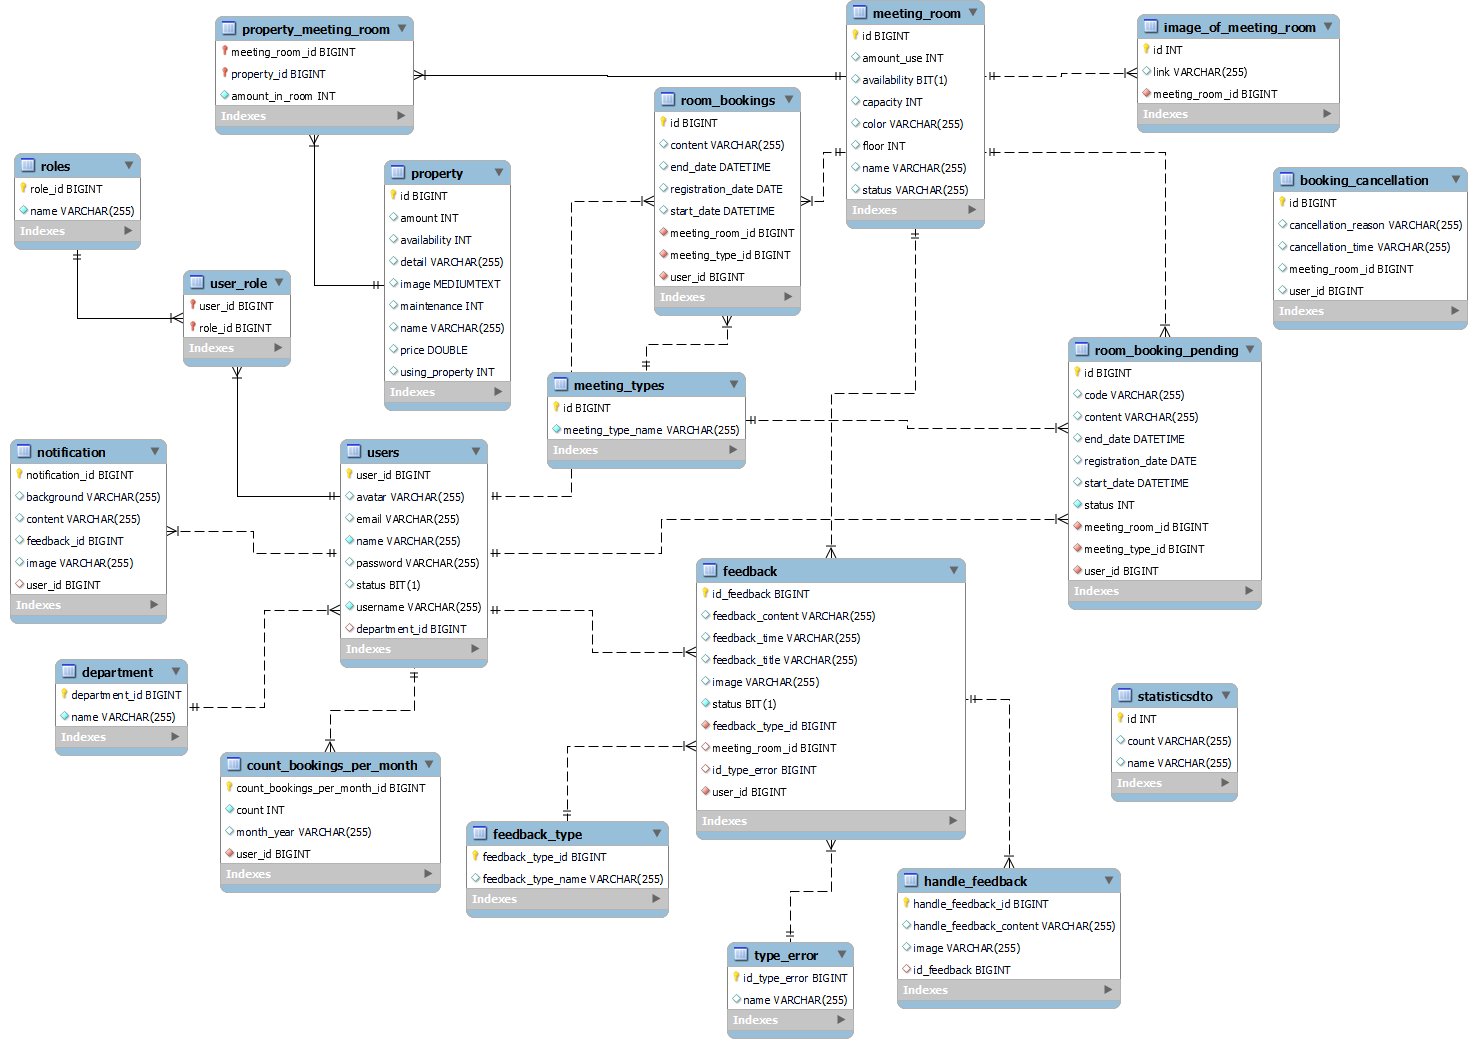 property_meeting_room
meeting_room_id BIGINT
property_id BIGINT
amount_in_room INT
Indexes
meeting_room
id BIGINT
amount_use INT
availability BIT(1)
capacity INT
color VARCHAR(255)
floor INT
name VARCHAR(255)
status VARCHAR(255)
Indexes
image_of_meeting_room
id INT
link VARCHAR(255)
meeting_room_id BIGINT
Indexes
room_bookings
id BIGINT
content VARCHAR(255)
end_date DATETIME
registration_date DATE
start_date DATETIME
meeting_room_id BIGINT
meeting_type_id BIGINT
user_id BIGINT
Indexes
roles
role_id BIGINT
name VARCHAR(255)
Indexes
property
id BIGINT
amount INT
availability INT
detail VARCHAR(255)
image MEDIUMTEXT
maintenance INT
name VARCHAR(255)
price DOUBLE
using_property INT
Indexes
booking_cancellation
id BIGINT
cancellation_reason VARCHAR(255)
cancellation_time VARCHAR(255)
meeting_room_id BIGINT
user_id BIGINT
Indexes
user_role
user_id BIGINT
role_id BIGINT
Indexes
room_booking_pending
id BIGINT
code VARCHAR(255)
content VARCHAR(255)
end_date DATETIME
registration_date DATE
start_date DATETIME
status INT
meeting_room_id BIGINT
meeting_type_id BIGINT
user_id BIGINT
Indexes
meeting_types
id BIGINT
meeting_type_name VARCHAR(255)
Indexes
notification
notification_id BIGINT
background VARCHAR(255)
content VARCHAR(255)
feedback_id BIGINT
image VARCHAR(255)
user_id BIGINT
Indexes
users
user_id BIGINT
avatar VARCHAR(255)
email VARCHAR(255)
name VARCHAR(255)
password VARCHAR(255)
status BIT(1)
username VARCHAR(255)
department_id BIGINT
Indexes
feedback
id_feedback BIGINT
feedback_content VARCHAR(255)
feedback_time VARCHAR(255)
feedback_title VARCHAR(255)
image VARCHAR(255)
status BIT(1)
feedback_type_id BIGINT
meeting_room_id BIGINT
id_type_error BIGINT
user_id BIGINT
Indexes
department
department_id BIGINT
name VARCHAR(255)
Indexes
statisticsdto
id INT
count VARCHAR(255)
name VARCHAR(255)
Indexes
count_bookings_per_month
count_bookings_per_month_id BIGINT
count INT
month_year VARCHAR(255)
user_id BIGINT
Indexes
feedback_type
feedback_type_id BIGINT
feedback_type_name VARCHAR(255)
Indexes
handle_feedback
handle_feedback_id BIGINT
handle_feedback_content VARCHAR(255)
image VARCHAR(255)
id_feedback BIGINT
Indexes
type_error
id_type_error BIGINT
name VARCHAR(255)
Indexes